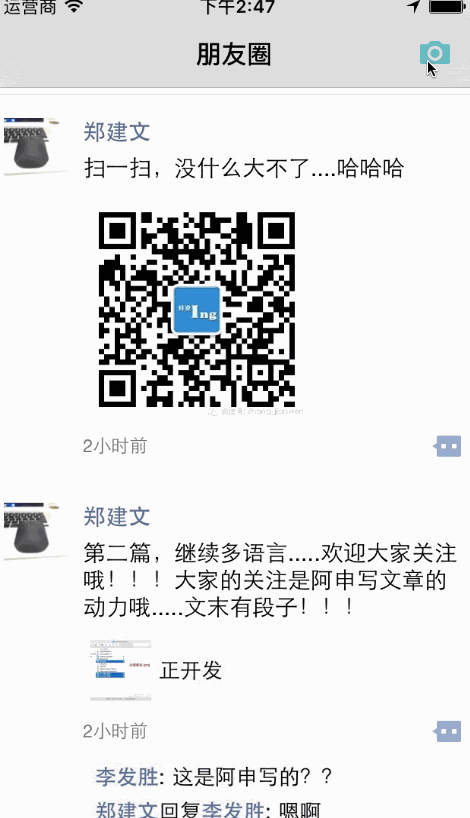 运营商 下午2:47
朋友圈
郑建文
扫一扫，没什么大不了....哈哈哈
Ing
2小时前
郑建文
第二篇，继续多语言.....欢迎大家关注
哦！！！大家的关注是阿申写文章的
动力哦.....文末有段子！！！
正开发
2小时前
李发胜: 这是阿申写的？？
郑建文回复李发胜: 嗯啊